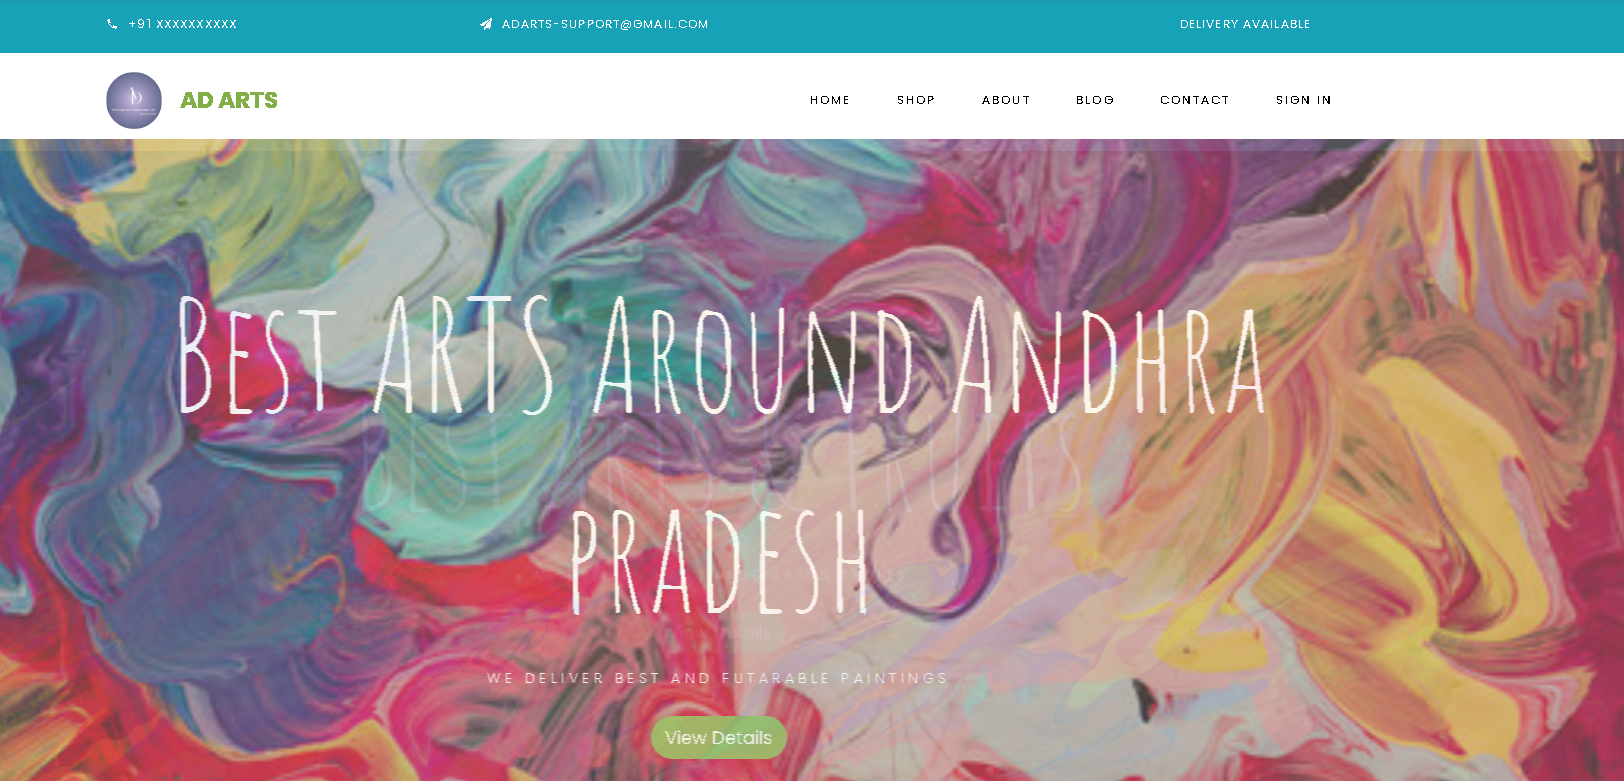 +91 XXXXXXXXXX
ADARTS-SUPPORT@GMAIL.COM
DELIVERY AVAILABLE
AD ARTS
HOME SHOP ABOUT BLOG CONTACT SIGN IN
BEST ARTS AROUND ANDHRA
PRADESH
WE DELIVER BEST AND FUTARABLE PAINTINGS
View Details